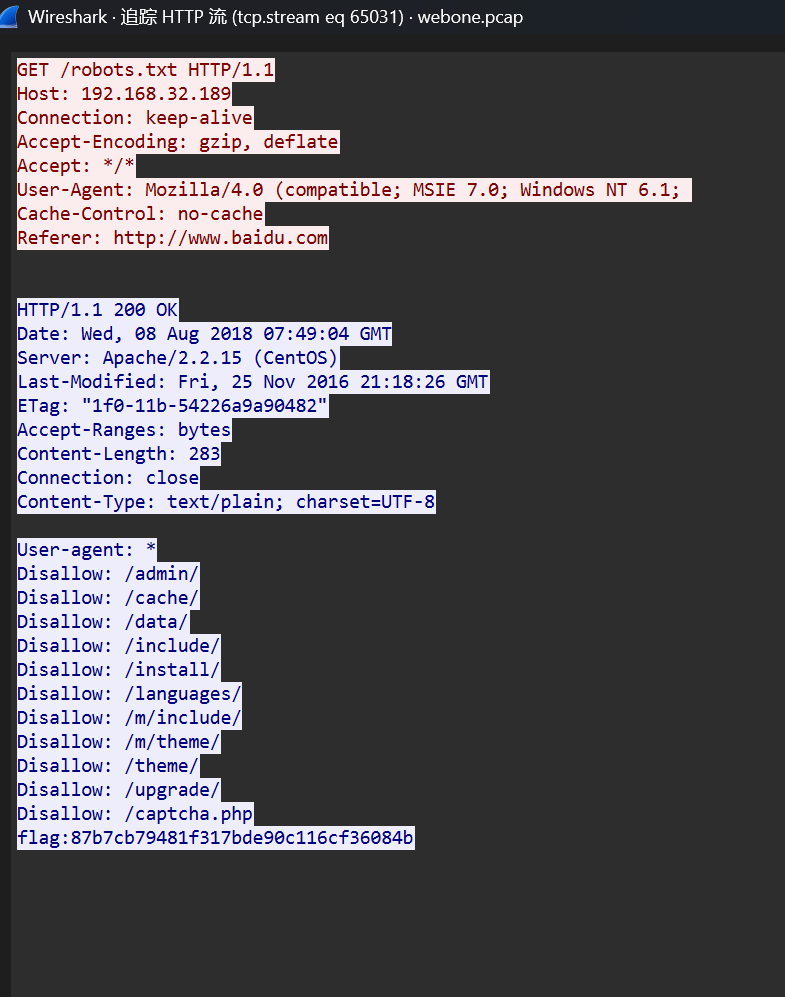 Wireshark · 追踪 HTTP 流 (tcp.stream eq 65031) · webone.pcap
GET /robots.txt HTTP/1.1
Host: 192.168.32.189
Connection: keep-alive
Accept-Encoding: gzip, deflate
Accept: */*
User-Agent: Mozilla/4.0 (compatible; MSIE 7.0; Windows NT 6.1;
Cache-Control: no-cache
Referer: http://www.baidu.com
HTTP/1.1 200 OK
Date: Wed, 08 Aug 2018 07:49:04 GMT
Server: Apache/2.2.15 (CentOS)
Last-Modified: Fri, 25 Nov 2016 21:18:26 GMT
ETag: "1f0-11b-54226a9a90482"
Accept-Ranges: bytes
Content-Length: 283
Connection: close
Content-Type: text/plain; charset=UTF-8
User-agent: *
Disallow: /admin/
Disallow: /cache/
Disallow: /data/
Disallow: /include/
Disallow: /install/
Disallow: /languages/
Disallow: /m/include/
Disallow: /m/theme/
Disallow: /theme/
Disallow: /upgrade/
Disallow: /captcha.php
flag:87b7cb79481f317bde90c116cf36084b